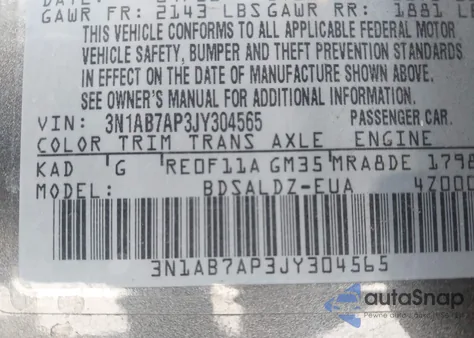 GAWR FR: 2143 LBS GAWR RR: 1881
THIS VEHICLE CONFORMS TO ALL APPLICABLE FEDERAL MOTOR
VEHICLE SAFETY, BUMPER AND THEFT PREVENTION STANDARDS
IN EFFECT ON THE DATE OF MANUFACTURE SHOWN ABOVE.
SEE OWNER'S MANUAL FOR ADDITIONAL INFORMATION.
VIN: 3N1AB7AP3JY304565 PASSENGER CAR
COLOR TRIM TRANS AXLE ENGINE
KAD G RE0F11A GM35 MRA8DE 179
MODEL: BDSALDZ-EUA
3N1AB7AP3JY304565
autoSnap